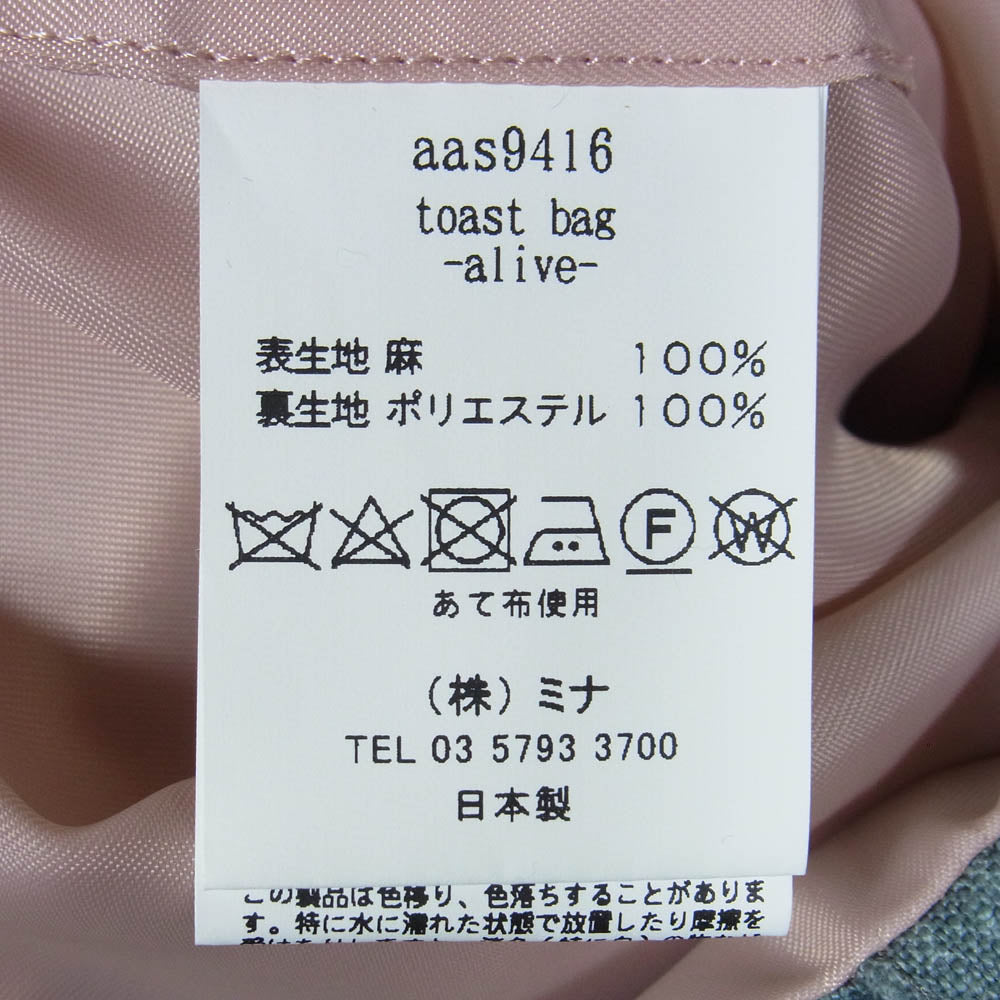 aas9416
toast bag
-alive-
表生地 麻 100%
裏生地 ポリエステル 100%
F W
あて布使用
(株) ミナ
TEL 03 5793 3700
日本製
この製品は色移り、色落ちすることがありま
す。特に水に濡れた状態で放置したり摩擦を